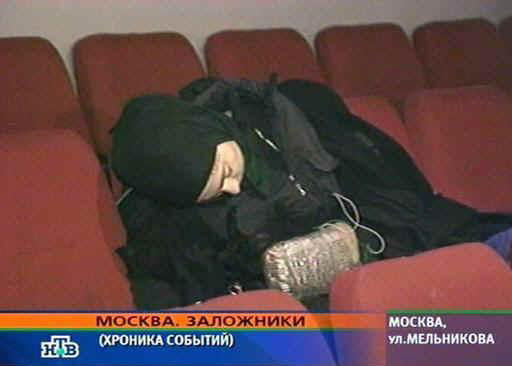 МОСКВА. ЗАЛОЖНИКИ
НТВ
(ХРОНИКА СОБЫТИЙ)
МОСКВА,
ул.МЕЛЬНИКОВА